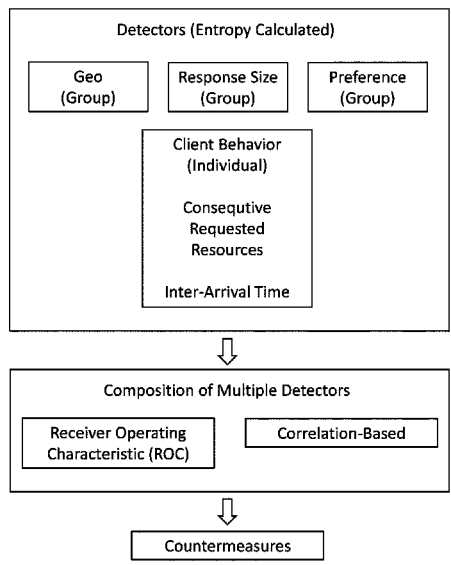 Detectors (Entropy Calculated)
Geo
(Group)
Response Size
(Group)
Preference
(Group)
Client Behavior
(Individual)
Consequtive
Requested
Resources
Inter-Arrival Time
Composition of Multiple Detectors
Receiver Operating
Characteristic (ROC)
Correlation-Based
Countermeasures